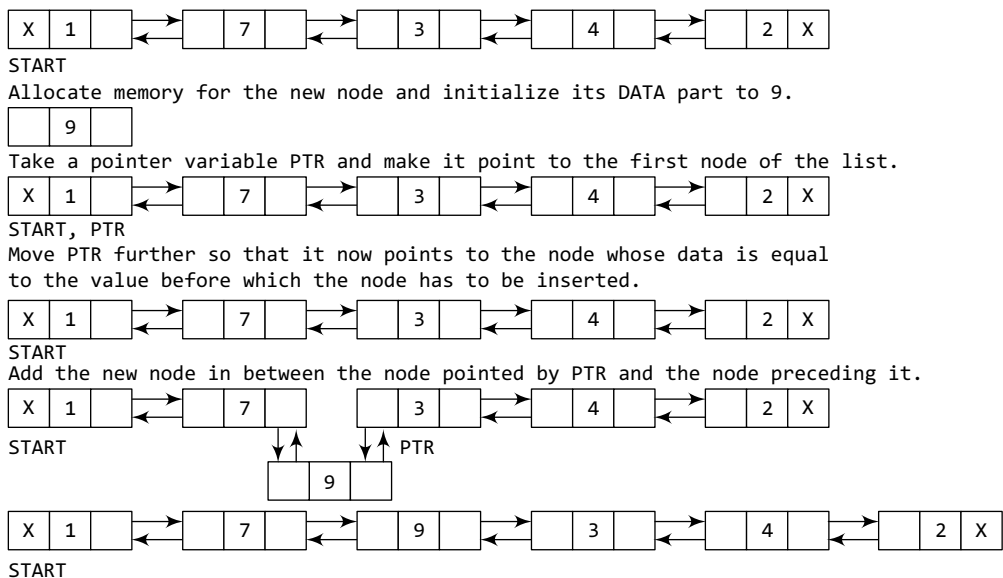 X 1 7 3 4 2 X
START
Allocate memory for the new node and initialize its DATA part to 9.
9
Take a pointer variable PTR and make it point to the first node of the list.
X 1 7 3 4 2 X
START, PTR
Move PTR further so that it now points to the node whose data is equal
to the value before which the node has to be inserted.
X 1 7 3 4 2 X
START
Add the new node in between the node pointed by PTR and the node preceding it.
X 1 7 3 4 2 X
START PTR
9
X 1 7 9 3 4 2 X
START